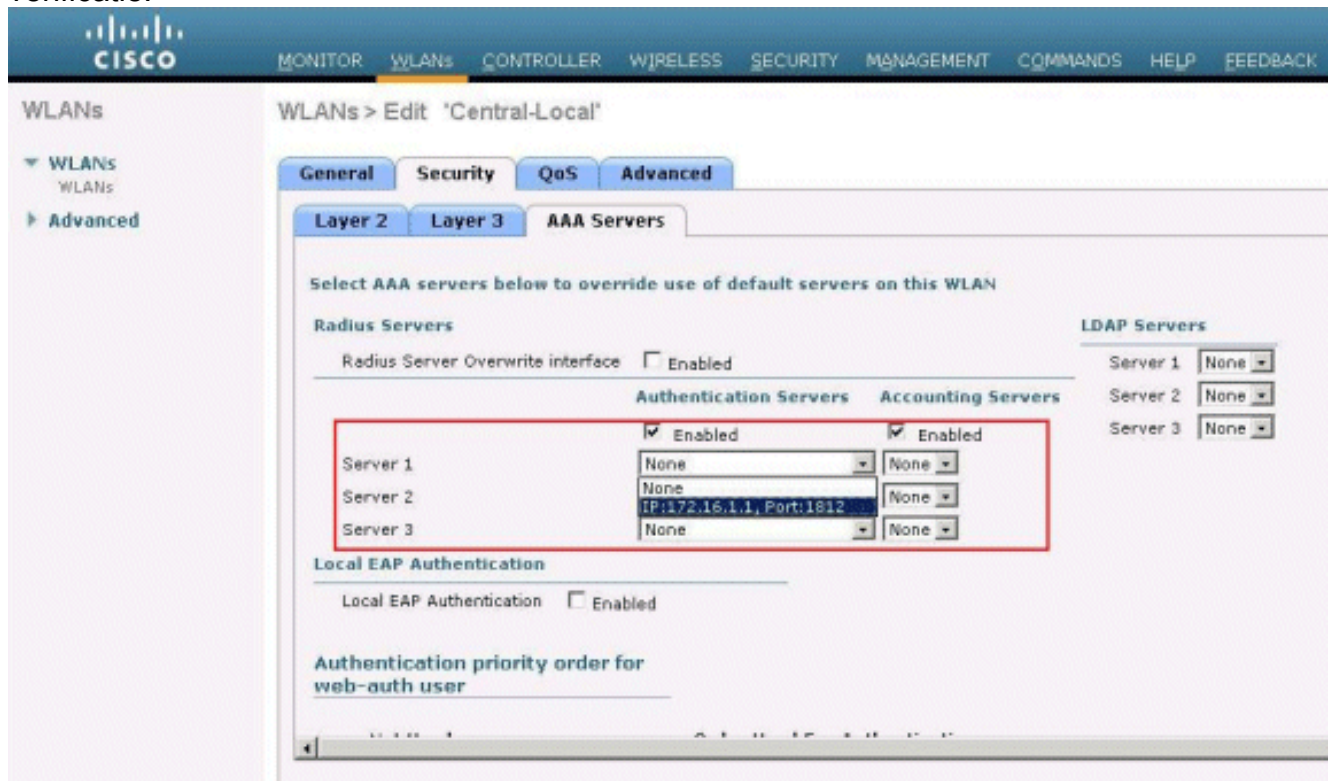 CISCO
MONITOR WLANs CONTROLLER WIRELESS SECURITY MANAGEMENT COMMANDS HELP FEEDBACK
WLANs
WLANs
WLANs
Advanced
WLANs > Edit 'Central-Local'
General Security QoS Advanced
Layer 2 Layer 3 AAA Servers
Select AAA servers below to override use of default servers on this WLAN
Radius Servers
Radius Server Overwrite interface Enabled
Authentication Servers Accounting Servers
Enabled Enabled
Server 1 None None
None
Server 2 IP:172.16.1.1, Port:1812 None
Server 3 None None
LDAP Servers
Server 1 None
Server 2 None
Server 3 None
Local EAP Authentication
Local EAP Authentication Enabled
Authentication priority order for
web-auth user